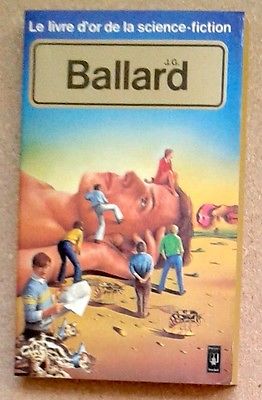 Le livre d'or de la science-fiction
J.G.
Ballard